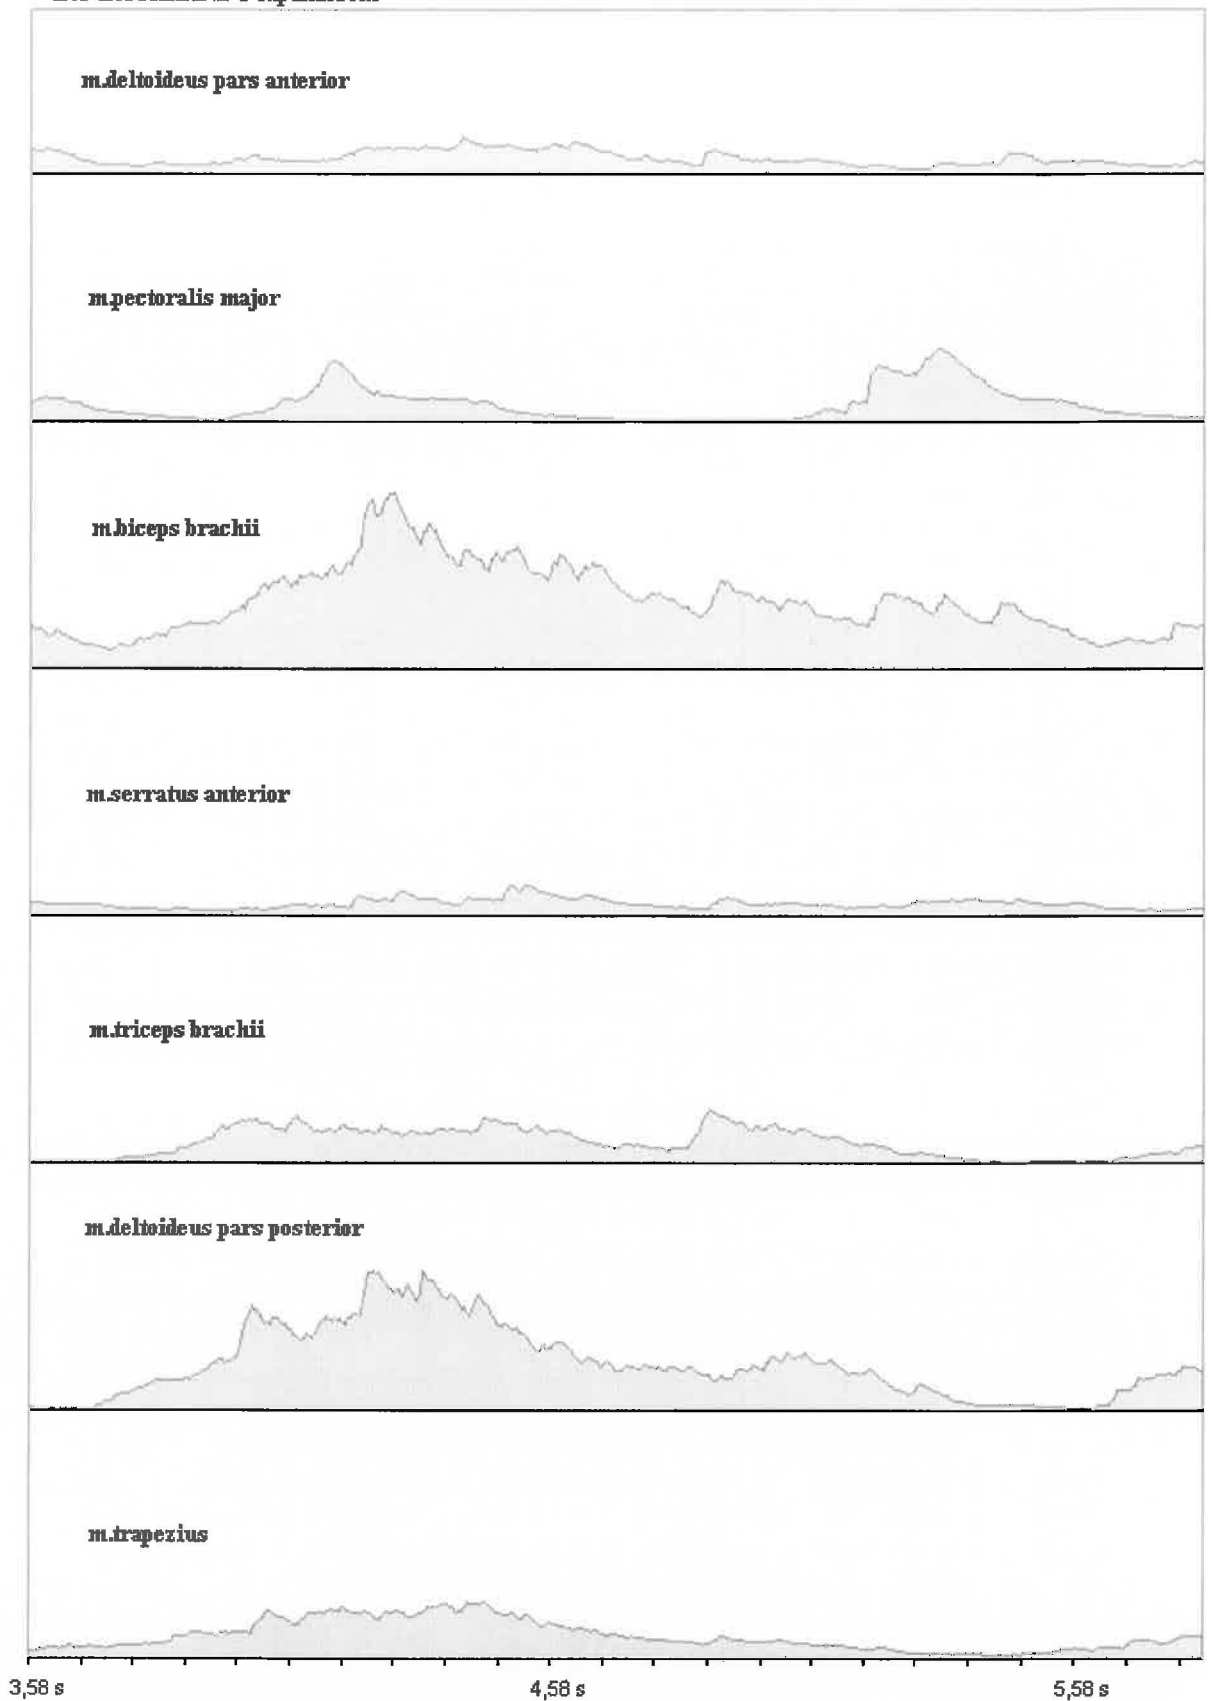 m.deltoideus pars anterior
m.pectoralis major
m.biceps brachii
m.serratus anterior
m.triceps brachii
m.deltoideus pars posterior
m.trapezius
3,58 s 4,58 s 5,58 s